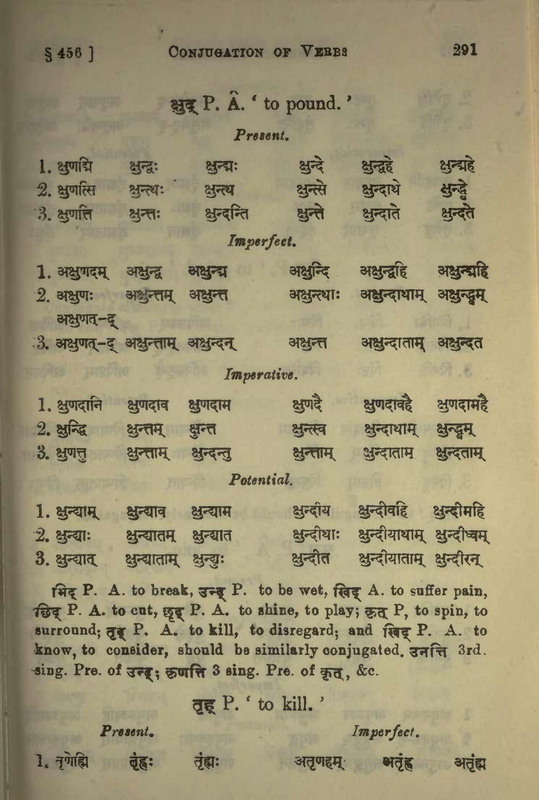 § 456 ] CONJUGATION OF VERBS 291
क्षुद् P. Â. ‘ to pound. ’
Present.
1. क्षुणद्मि क्षुन्द्वः क्षुन्द्मः क्षुन्दे क्षुन्द्वहे क्षुन्द्महे
2. क्षुणत्सि क्षुन्त्थः क्षुन्त्थ क्षुन्त्से क्षुन्दाथे क्षुन्द्ध्वे
3. क्षुणत्ति क्षुन्तः क्षुन्दन्ति क्षुन्ते क्षुन्दाते क्षुन्दते
Imperfect.
1. अक्षुणदम् अक्षुन्द्व अक्षुन्द्म अक्षुन्दि अक्षुन्द्वहि अक्षुन्द्महि
2. अक्षुणः अक्षुन्तम् अक्षुन्त अक्षुन्त्थाः अक्षुन्दाथाम् अक्षुन्द्ध्वम्
अक्षुणत्-द्
3. अक्षुणत्-द् अक्षुन्ताम् अक्षुन्दन् अक्षुन्त अक्षुन्दाताम् अक्षुन्दत
Imperative.
1. क्षुणदानि क्षुणदाव क्षुणदाम क्षुणदै क्षुणदावहै क्षुणदामहै
2. क्षुन्द्धि क्षुन्तम् क्षुन्त क्षुन्त्स्व क्षुन्दाथाम् क्षुन्द्ध्वम्
3. क्षुणत्तु क्षुन्ताम् क्षुन्दन्तु क्षुन्ताम् क्षुन्दाताम् क्षुन्दताम्
Potential.
1. क्षुन्द्याम् क्षुन्द्याव क्षुन्द्याम क्षुन्दीय क्षुन्दीवहि क्षुन्दीमहि
2. क्षुन्द्याः क्षुन्द्यातम् क्षुन्द्यात क्षुन्दीथाः क्षुन्दीयाथाम् क्षुन्दीध्वम्
3. क्षुन्द्यात् क्षुन्द्याताम् क्षुन्द्युः क्षुन्दीत क्षुन्दीयाताम् क्षुन्दीरन्
भिद् P. A. to break, उन्द् P. to be wet, खिद् A. to suffer pain,
छिद् P. A. to cut, छृद् P. A. to shine, to play; कृत् P, to spin, to
surround; तृद् P. A. to kill, to disregard; and खिद् P. A. to
know, to consider, should be similarly conjugated. उनत्ति 3rd.
sing. Pre. of उन्द्; कृणत्ति 3 sing. Pre. of कृत्, &c.
तृह् P. ‘ to kill. ’
Present. Imperfect.
1. तृणेह्मि तृंह्वः तृंह्मः अतृणहम् अतृंह्व अतृंह्म